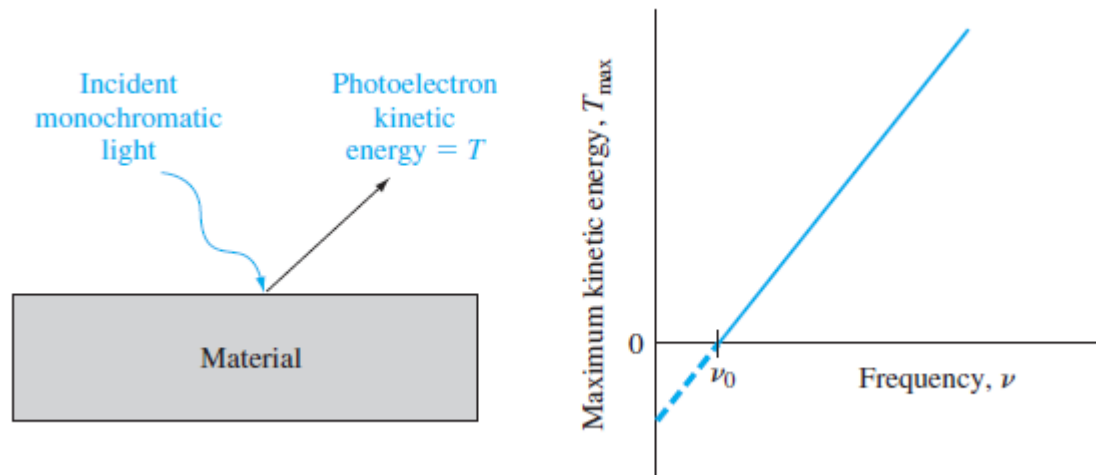 Incident
monochromatic
light
Photoelectron
kinetic
energy = T
Material
Maximum kinetic energy, Tmax
0
ν0
Frequency, ν